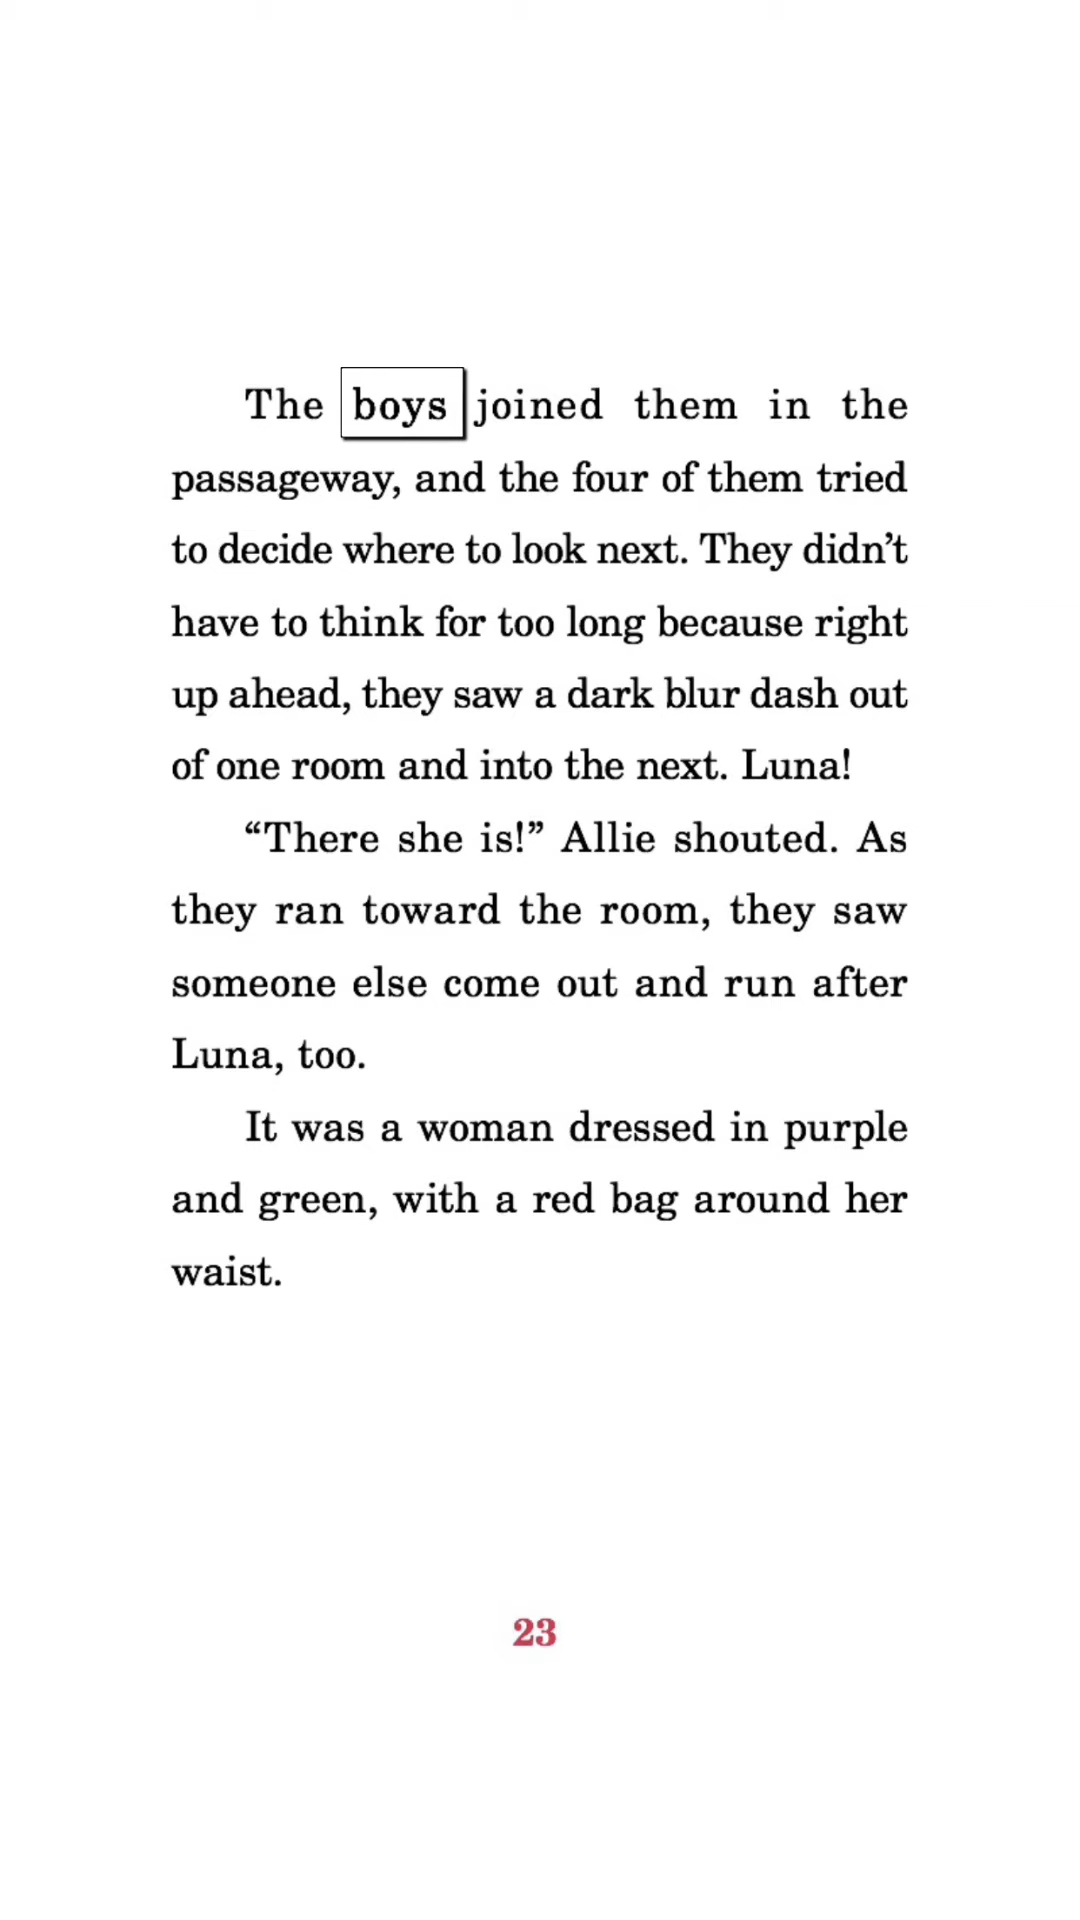 The boys joined them in the
passageway, and the four of them tried
to decide where to look next. They didn’t
have to think for too long because right
up ahead, they saw a dark blur dash out
of one room and into the next. Luna!
“There she is!” Allie shouted. As
they ran toward the room, they saw
someone else come out and run after
Luna, too.
It was a woman dressed in purple
and green, with a red bag around her
waist.
23